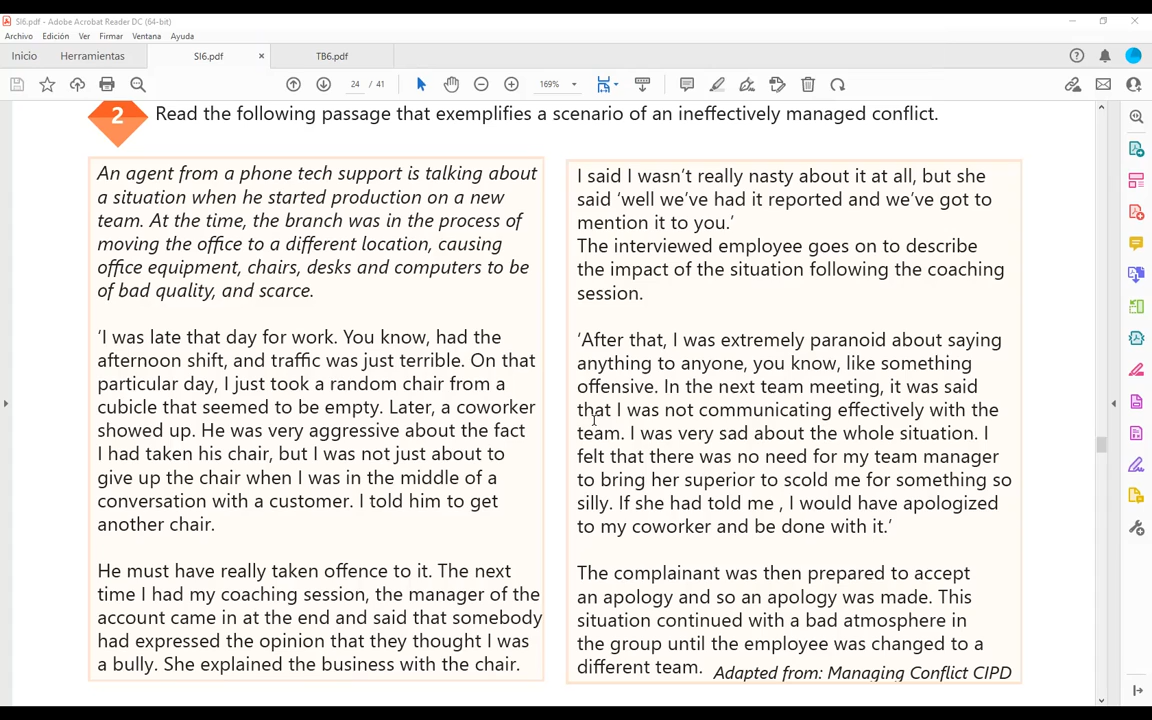 SI6.pdf - Adobe Acrobat Reader DC (64-bit)
Archivo Edición Ver Firmar Ventana Ayuda
Inicio Herramientas SI6.pdf TB6.pdf
24 / 41 169%
2 Read the following passage that exemplifies a scenario of an ineffectively managed conflict.
An agent from a phone tech support is talking about
a situation when he started production on a new
team. At the time, the branch was in the process of
moving the office to a different location, causing
office equipment, chairs, desks and computers to be
of bad quality, and scarce.
‘I was late that day for work. You know, had the
afternoon shift, and traffic was just terrible. On that
particular day, I just took a random chair from a
cubicle that seemed to be empty. Later, a coworker
showed up. He was very aggressive about the fact
I had taken his chair, but I was not just about to
give up the chair when I was in the middle of a
conversation with a customer. I told him to get
another chair.
He must have really taken offence to it. The next
time I had my coaching session, the manager of the
account came in at the end and said that somebody
had expressed the opinion that they thought I was
a bully. She explained the business with the chair.
I said I wasn’t really nasty about it at all, but she
said ‘well we’ve had it reported and we’ve got to
mention it to you.’
The interviewed employee goes on to describe
the impact of the situation following the coaching
session.
‘After that, I was extremely paranoid about saying
anything to anyone, you know, like something
offensive. In the next team meeting, it was said
that I was not communicating effectively with the
team. I was very sad about the whole situation. I
felt that there was no need for my team manager
to bring her superior to scold me for something so
silly. If she had told me , I would have apologized
to my coworker and be done with it.’
The complainant was then prepared to accept
an apology and so an apology was made. This
situation continued with a bad atmosphere in
the group until the employee was changed to a
different team. Adapted from: Managing Conflict CIPD